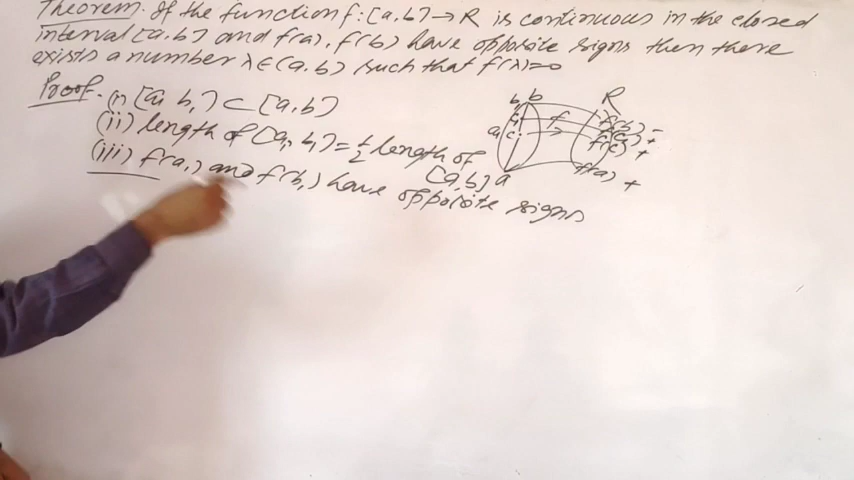 Theorem. If the function f: [a,b] → R is continuous in the closed
interval [a,b] and f(a), f(b) have opposite signs then there
exists a number λ∈(a,b) such that f(λ)=0
Proof. (i) [a₁ b₁] ⊂ [a,b]
(ii) length of [a₁, b₁] = ½ length of
[a,b]
(iii) f(a₁) and f(b₁) have opposite signs
R
b₁ b
f
f(b) -
a₁ c
f(c) +
a
f(a) +